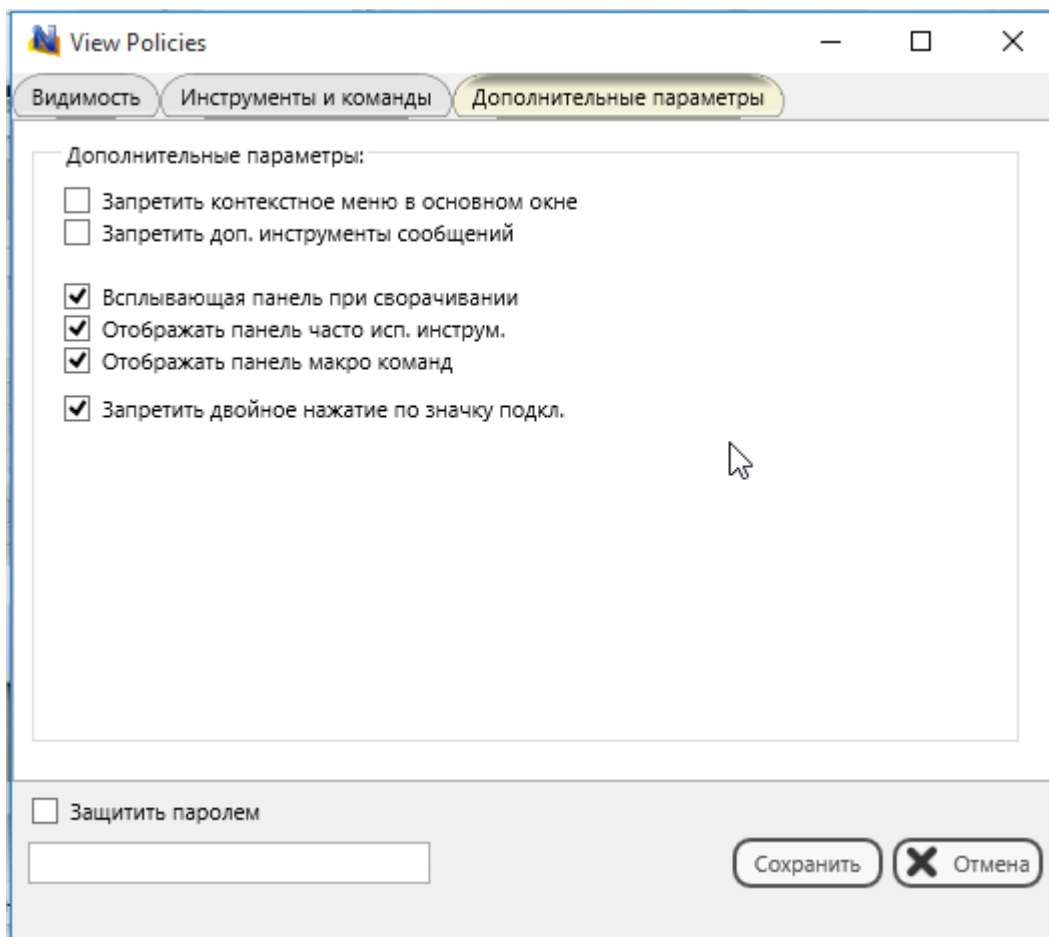 View Policies
Видимость
Инструменты и команды
Дополнительные параметры
Дополнительные параметры:
Запретить контекстное меню в основном окне
Запретить доп. инструменты сообщений
Всплывающая панель при сворачивании
Отображать панель часто исп. инструм.
Отображать панель макро команд
Запретить двойное нажатие по значку подкл.
Защитить паролем
Сохранить
Отмена